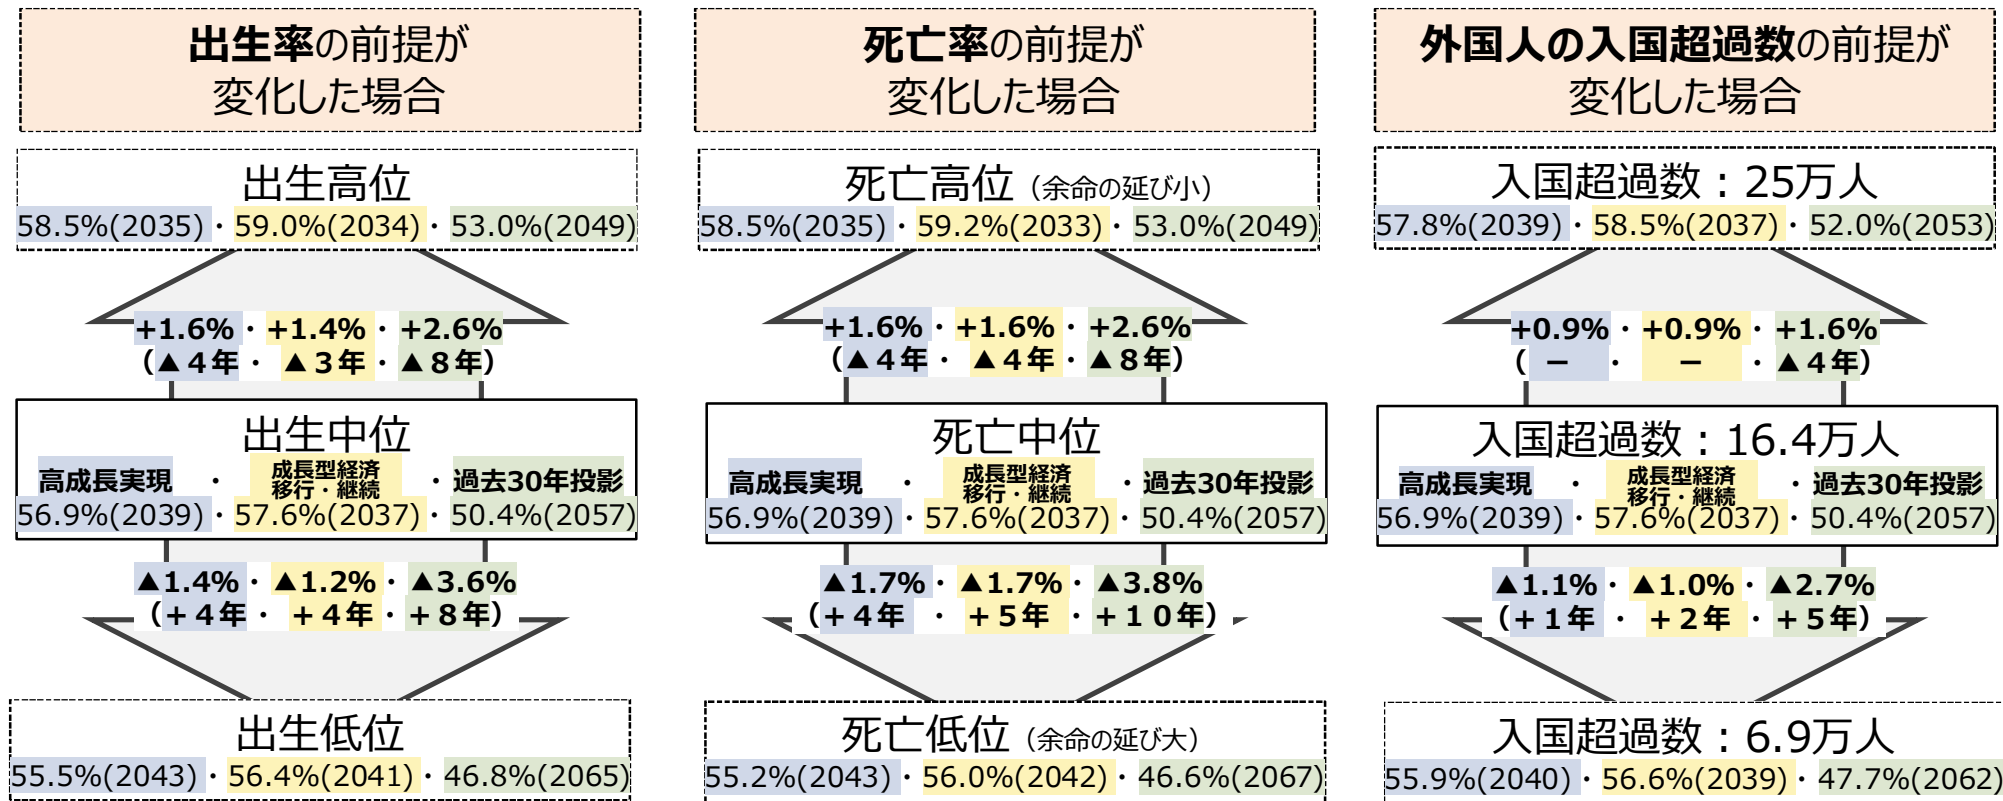 出生率の前提が
変化した場合
出生高位
58.5%(2035)・59.0%(2034)・53.0%(2049)
+1.6%・+1.4%・+2.6%
(▲4年・▲3年・▲8年)
出生中位
高成長実現・成長型経済移行・継続・過去30年投影
56.9%(2039)・57.6%(2037)・50.4%(2057)
▲1.4%・▲1.2%・▲3.6%
(+4年・+4年・+8年)
出生低位
55.5%(2043)・56.4%(2041)・46.8%(2065)
死亡率の前提が
変化した場合
死亡高位(余命の延び小)
58.5%(2035)・59.2%(2033)・53.0%(2049)
+1.6%・+1.6%・+2.6%
(▲4年・▲4年・▲8年)
死亡中位
高成長実現・成長型経済移行・継続・過去30年投影
56.9%(2039)・57.6%(2037)・50.4%(2057)
▲1.7%・▲1.7%・▲3.8%
(+4年・+5年・+10年)
死亡低位(余命の延び大)
55.2%(2043)・56.0%(2042)・46.6%(2067)
外国人の入国超過数の前提が
変化した場合
入国超過数:25万人
57.8%(2039)・58.5%(2037)・52.0%(2053)
+0.9%・+0.9%・+1.6%
(-・-・▲4年)
入国超過数:16.4万人
高成長実現・成長型経済移行・継続・過去30年投影
56.9%(2039)・57.6%(2037)・50.4%(2057)
▲1.1%・▲1.0%・▲2.7%
(+1年・+2年・+5年)
入国超過数:6.9万人
55.9%(2040)・56.6%(2039)・47.7%(2062)